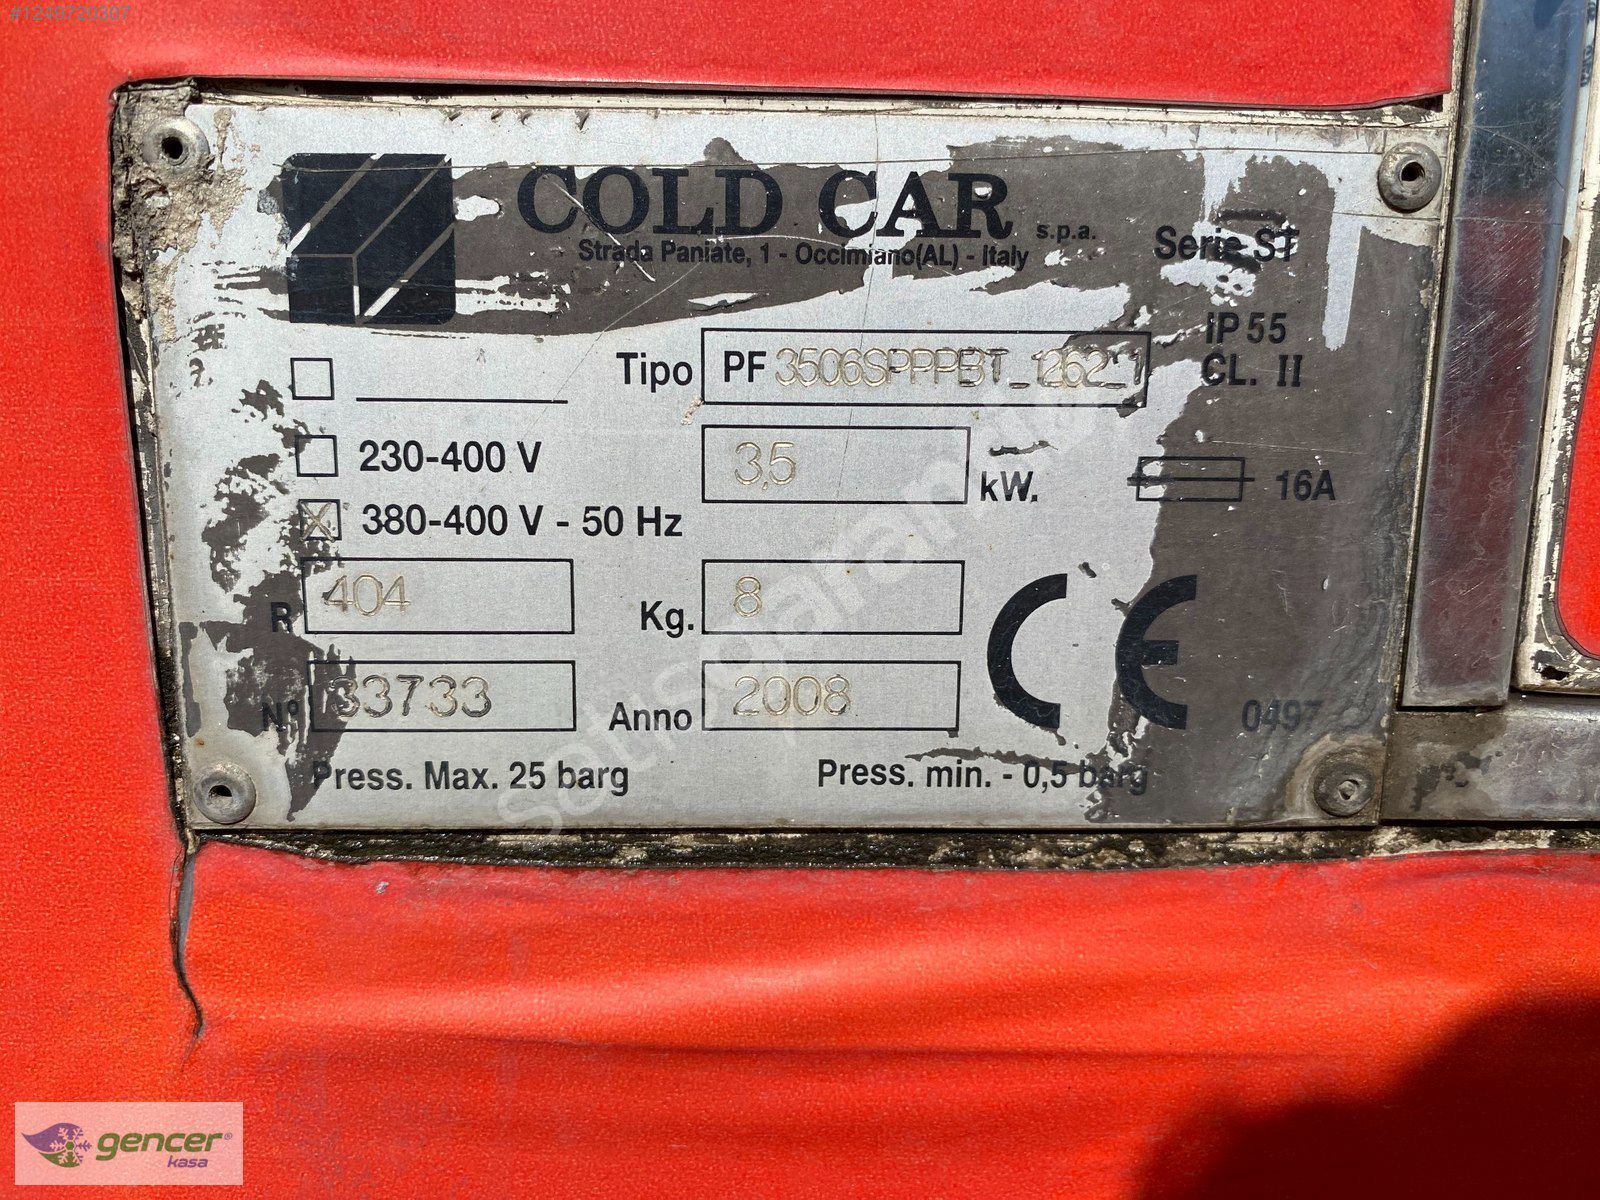 #1249720307
COLD CAR s.p.a.
Strada Paniate, 1 - Occimiano(AL) - Italy
Serie ST
Tipo PF 3506SPPPBT_1262_1
IP 55
CL. II
230-400 V
3,5 kW.
16A
X 380-400 V - 50 Hz
R 404
Kg. 8
CE
N° 33733
Anno 2008
0497
Press. Max. 25 barg
Press. min. - 0,5 barg
gencer®
kasa